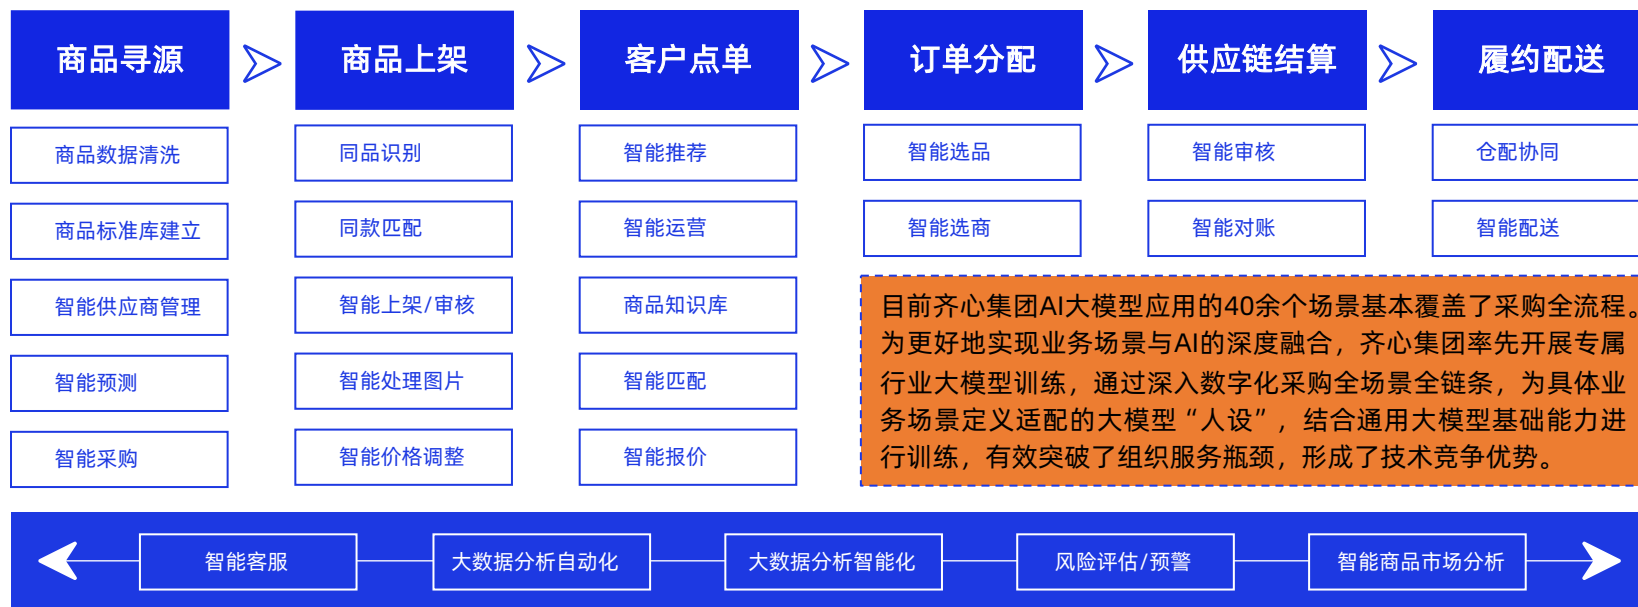 商品寻源
商品上架
客户点单
订单分配
供应链结算
履约配送
商品数据清洗
同品识别
智能推荐
智能选品
智能审核
仓配协同
商品标准库建立
同款匹配
智能运营
智能选商
智能对账
智能配送
智能供应商管理
智能上架/审核
商品知识库
智能预测
智能处理图片
智能匹配
智能采购
智能价格调整
智能报价
目前齐心集团AI大模型应用的40余个场景基本覆盖了采购全流程。
为更好地实现业务场景与AI的深度融合，齐心集团率先开展专属
行业大模型训练，通过深入数字化采购全场景全链条，为具体业
务场景定义适配的大模型“人设”，结合通用大模型基础能力进
行训练，有效突破了组织服务瓶颈，形成了技术竞争优势。
智能客服
大数据分析自动化
大数据分析智能化
风险评估/预警
智能商品市场分析